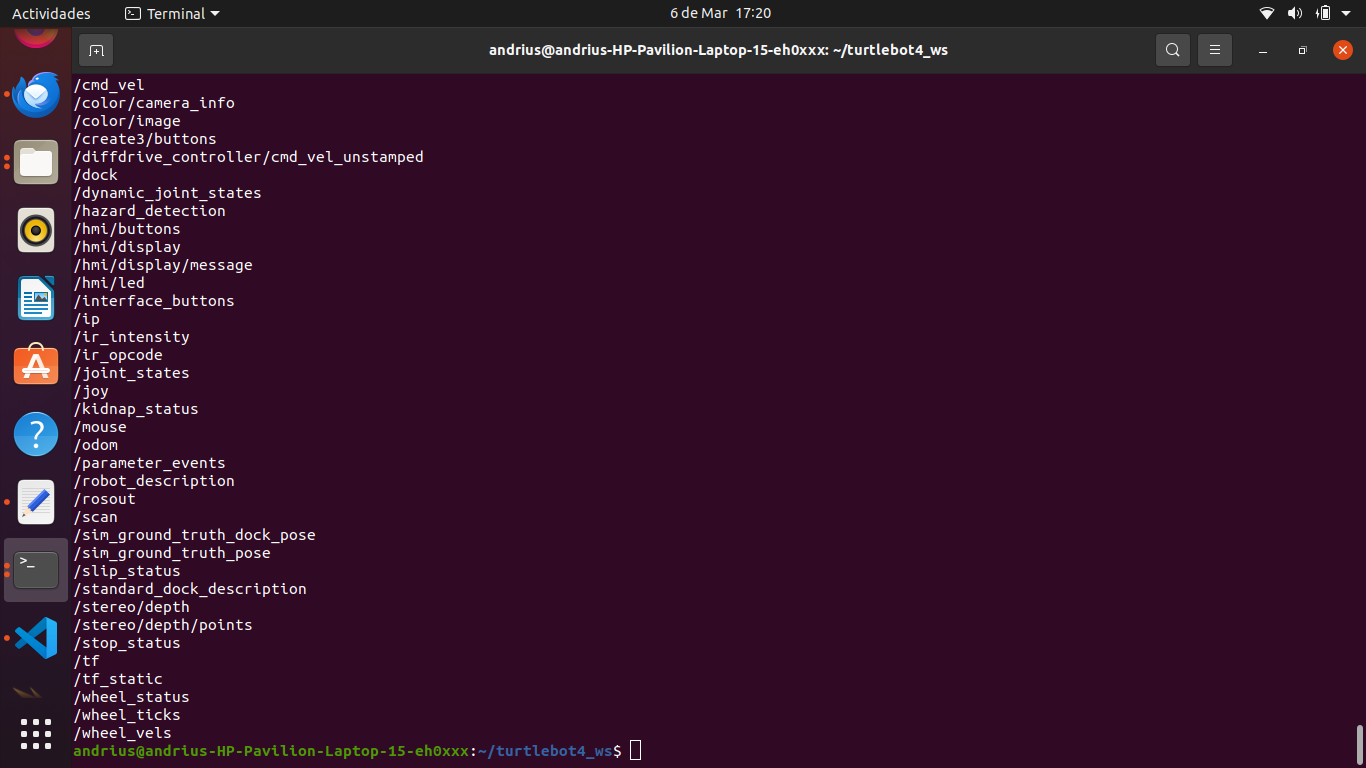 Actividades
Terminal
6 de Mar 17:20
andrius@andrius-HP-Pavilion-Laptop-15-eh0xxx: ~/turtlebot4_ws
/cmd_vel
/color/camera_info
/color/image
/create3/buttons
/diffdrive_controller/cmd_vel_unstamped
/dock
/dynamic_joint_states
/hazard_detection
/hmi/buttons
/hmi/display
/hmi/display/message
/hmi/led
/interface_buttons
/ip
/ir_intensity
/ir_opcode
/joint_states
/joy
/kidnap_status
/mouse
/odom
/parameter_events
/robot_description
/rosout
/scan
/sim_ground_truth_dock_pose
/sim_ground_truth_pose
/slip_status
/standard_dock_description
/stereo/depth
/stereo/depth/points
/stop_status
/tf
/tf_static
/wheel_status
/wheel_ticks
/wheel_vels
andrius@andrius-HP-Pavilion-Laptop-15-eh0xxx:~/turtlebot4_ws$